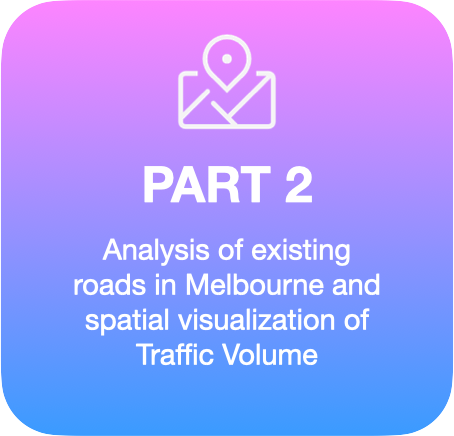 PART 2
Analysis of existing
roads in Melbourne and
spatial visualization of
Traffic Volume